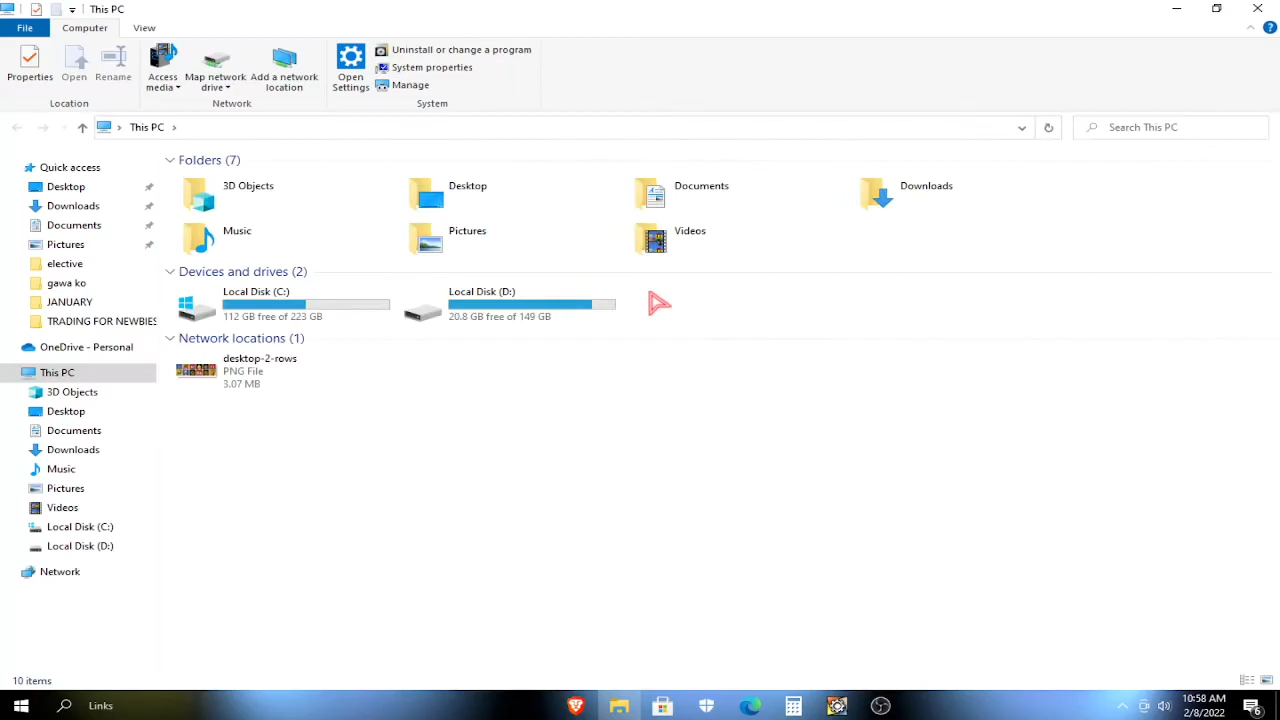 This PC
File
Computer
View
Properties
Open
Rename
Access media
Map network drive
Add a network location
Open Settings
Uninstall or change a program
System properties
Manage
Location
Network
System
This PC
Search This PC
Quick access
Desktop
Downloads
Documents
Pictures
elective
gawa ko
JANUARY
TRADING FOR NEWBIES
OneDrive - Personal
This PC
3D Objects
Desktop
Documents
Downloads
Music
Pictures
Videos
Local Disk (C:)
Local Disk (D:)
Network
Folders (7)
3D Objects
Desktop
Documents
Downloads
Music
Pictures
Videos
Devices and drives (2)
Local Disk (C:)
112 GB free of 223 GB
Local Disk (D:)
20.8 GB free of 149 GB
Network locations (1)
desktop-2-rows
PNG File
3.07 MB
10 items
Links
10:58 AM
2/8/2022
6